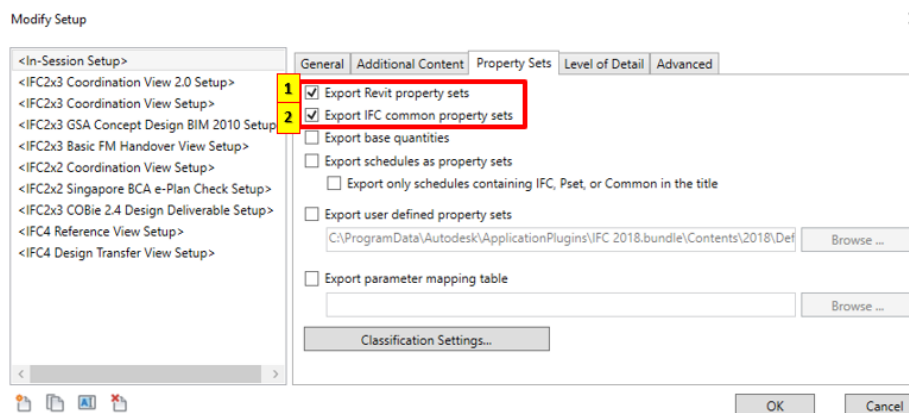 Modify Setup
<In-Session Setup>
<IFC2x3 Coordination View 2.0 Setup>
<IFC2x3 Coordination View Setup>
<IFC2x3 GSA Concept Design BIM 2010 Setup
<IFC2x3 Basic FM Handover View Setup>
<IFC2x2 Coordination View Setup>
<IFC2x2 Singapore BCA e-Plan Check Setup>
<IFC2x3 COBie 2.4 Design Deliverable Setup>
<IFC4 Reference View Setup>
<IFC4 Design Transfer View Setup>
General Additional Content Property Sets Level of Detail Advanced
1 Export Revit property sets
2 Export IFC common property sets
Export base quantities
Export schedules as property sets
Export only schedules containing IFC, Pset, or Common in the title
Export user defined property sets
C:\ProgramData\Autodesk\ApplicationPlugins\IFC 2018.bundle\Contents\2018\Def Browse ...
Export parameter mapping table
Browse ...
Classification Settings...
OK Cancel